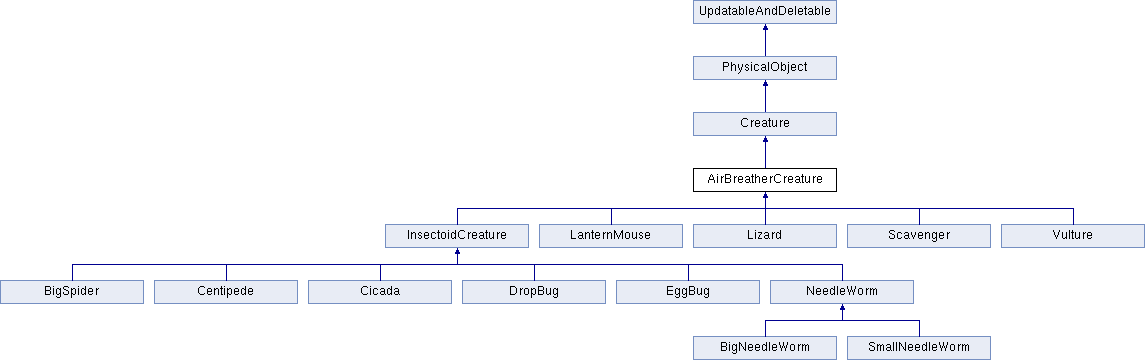 UpdatableAndDeletable
PhysicalObject
Creature
AirBreatherCreature
InsectoidCreature LanternMouse Lizard Scavenger Vulture
BigSpider Centipede Cicada DropBug EggBug NeedleWorm
BigNeedleWorm SmallNeedleWorm